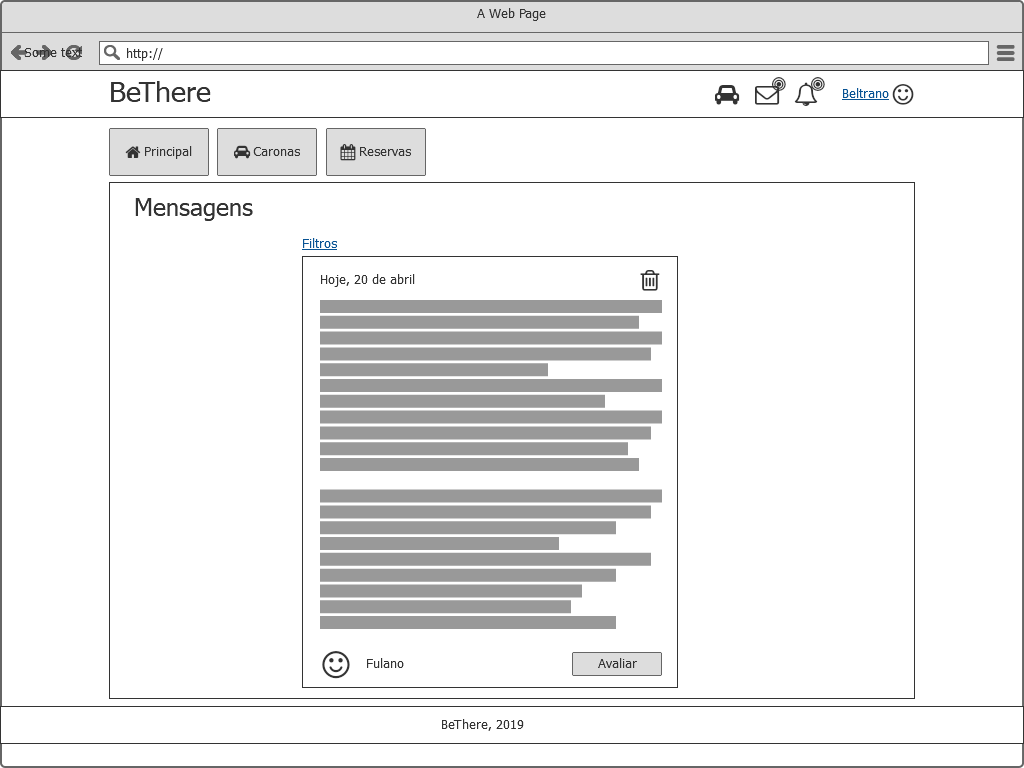 A Web Page
Some text
http://
BeThere
Beltrano
Principal
Caronas
Reservas
Mensagens
Filtros
Hoje, 20 de abril
Fulano
Avaliar
BeThere, 2019